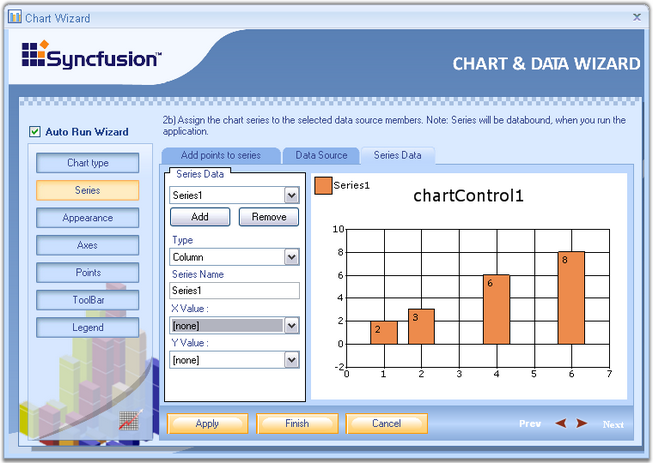 Chart Wizard
Syncfusion™
CHART & DATA WIZARD
2b) Assign the chart series to the selected data source members. Note: Series will be databound, when you run the
application.
Auto Run Wizard
Add points to series
Data Source
Series Data
Chart type
Series
Appearance
Axes
Points
ToolBar
Legend
Series Data
Series1
Add
Remove
Type
Column
Series Name
Series1
X Value :
[none]
Y Value :
[none]
Series1
chartControl1
10
8
6
4
2
0
-2
2
3
6
8
0 1 2 3 4 5 6 7
Apply
Finish
Cancel
Prev
Next